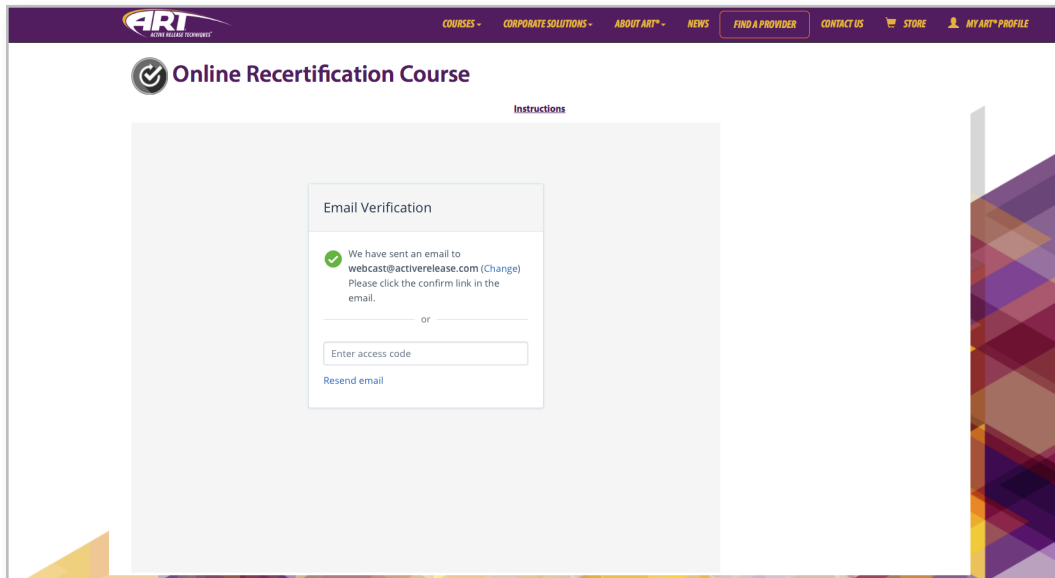 ART
ACTIVE RELEASE TECHNIQUES®
COURSES
CORPORATE SOLUTIONS
ABOUT ART®
NEWS
FIND A PROVIDER
CONTACT US
STORE
MY ART® PROFILE
Online Recertification Course
Instructions
Email Verification
We have sent an email to
webcast@activerelease.com (Change)
Please click the confirm link in the
email.
or
Enter access code
Resend email